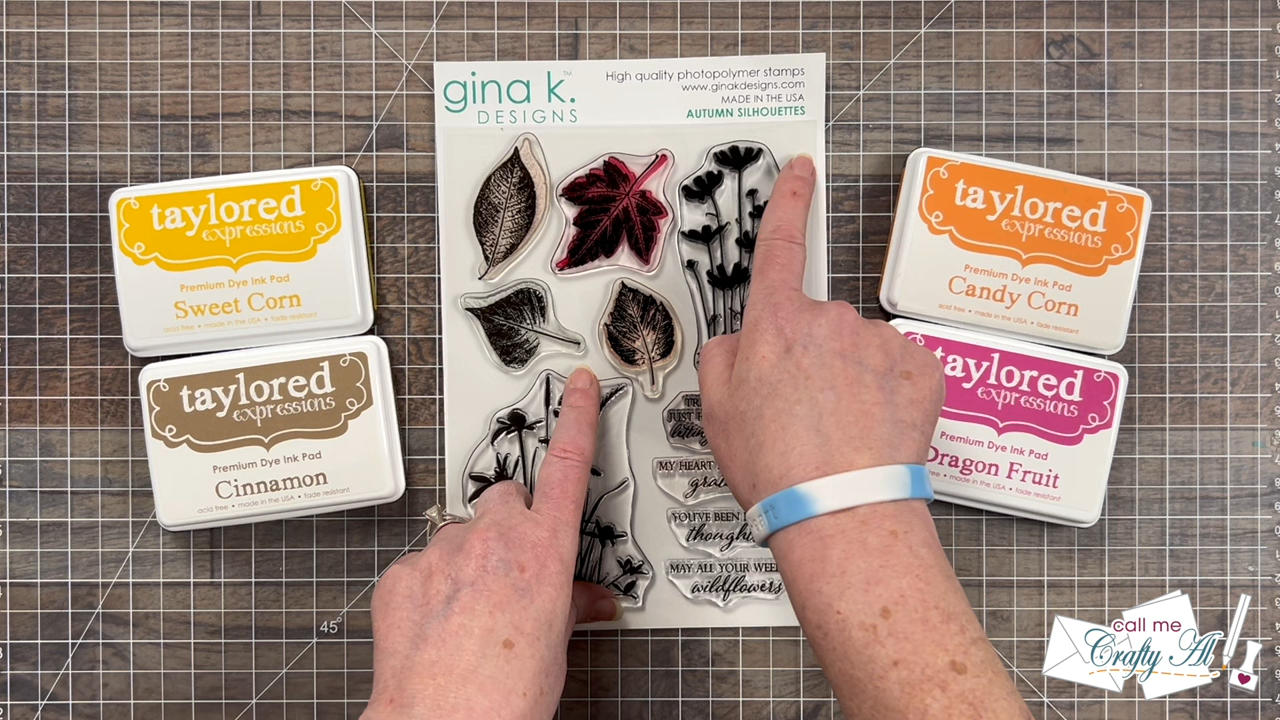 gina k.™
DESIGNS
High quality photopolymer stamps
www.ginakdesigns.com
MADE IN THE USA
AUTUMN SILHOUETTES
taylored
expressions
Premium Dye Ink Pad
Sweet Corn
acid free • made in the USA • fade resistant
taylored
expressions
Premium Dye Ink Pad
Cinnamon
acid free • made in the USA • fade resistant
taylored
expressions
Premium Dye Ink Pad
Candy Corn
acid free • made in the USA • fade resistant
taylored
expressions
Premium Dye Ink Pad
Dragon Fruit
free • made in the USA • fade resistant
MY HEART
YOU'VE BEEN
MAY ALL YOUR
wildflowers
45°
call me
Crafty Al